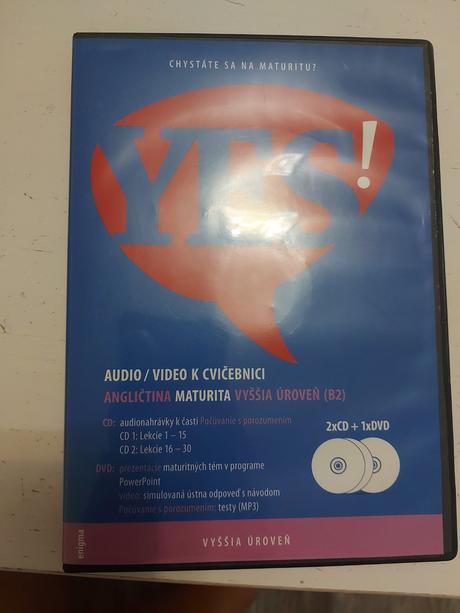 CHYSTÁTE SA NA MATURITU?
YES!
AUDIO / VIDEO K CVIČEBNICI
ANGLIČTINA MATURITA VYŠŠIA ÚROVEŇ (B2)
CD: audionahrávky k časti Počúvanie s porozumením
CD 1: Lekcie 1 – 15
CD 2: Lekcie 16 – 30
2xCD + 1xDVD
DVD: prezentácie maturitných tém v programe
PowerPoint
video: simulovaná ústna odpoveď s návodom
Počúvanie s porozumením: testy (MP3)
enigma
VYŠŠIA ÚROVEŇ